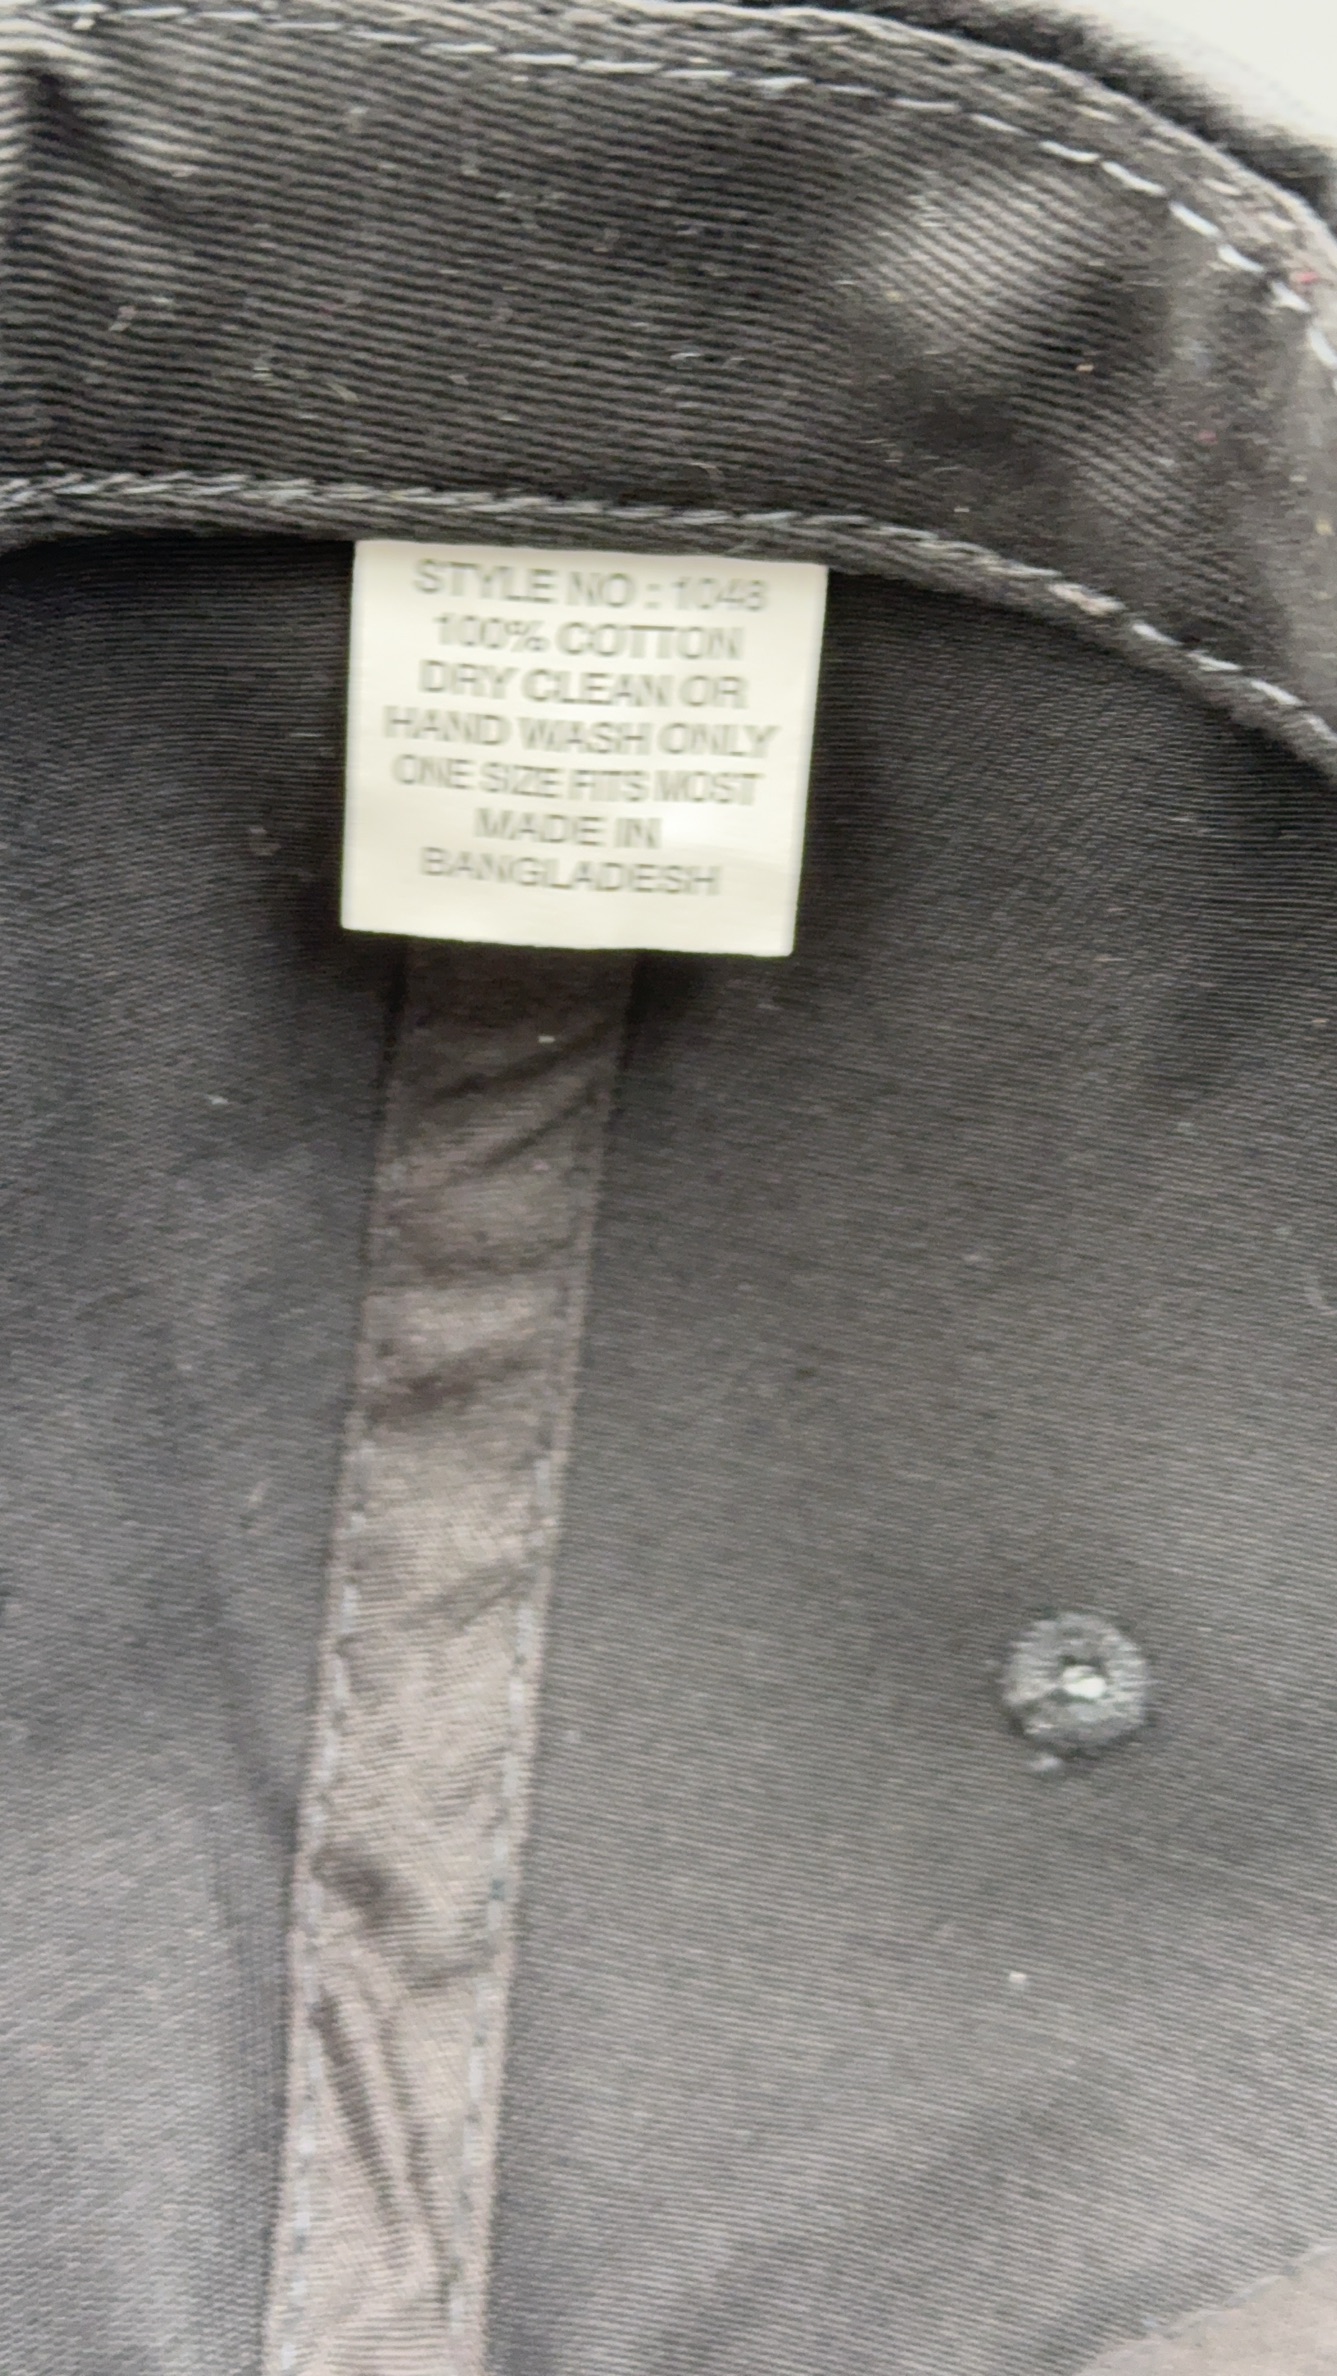 STYLE NO : 1048
100% COTTON
DRY CLEAN OR
HAND WASH ONLY
ONE SIZE FITS MOST
MADE IN
BANGLADESH